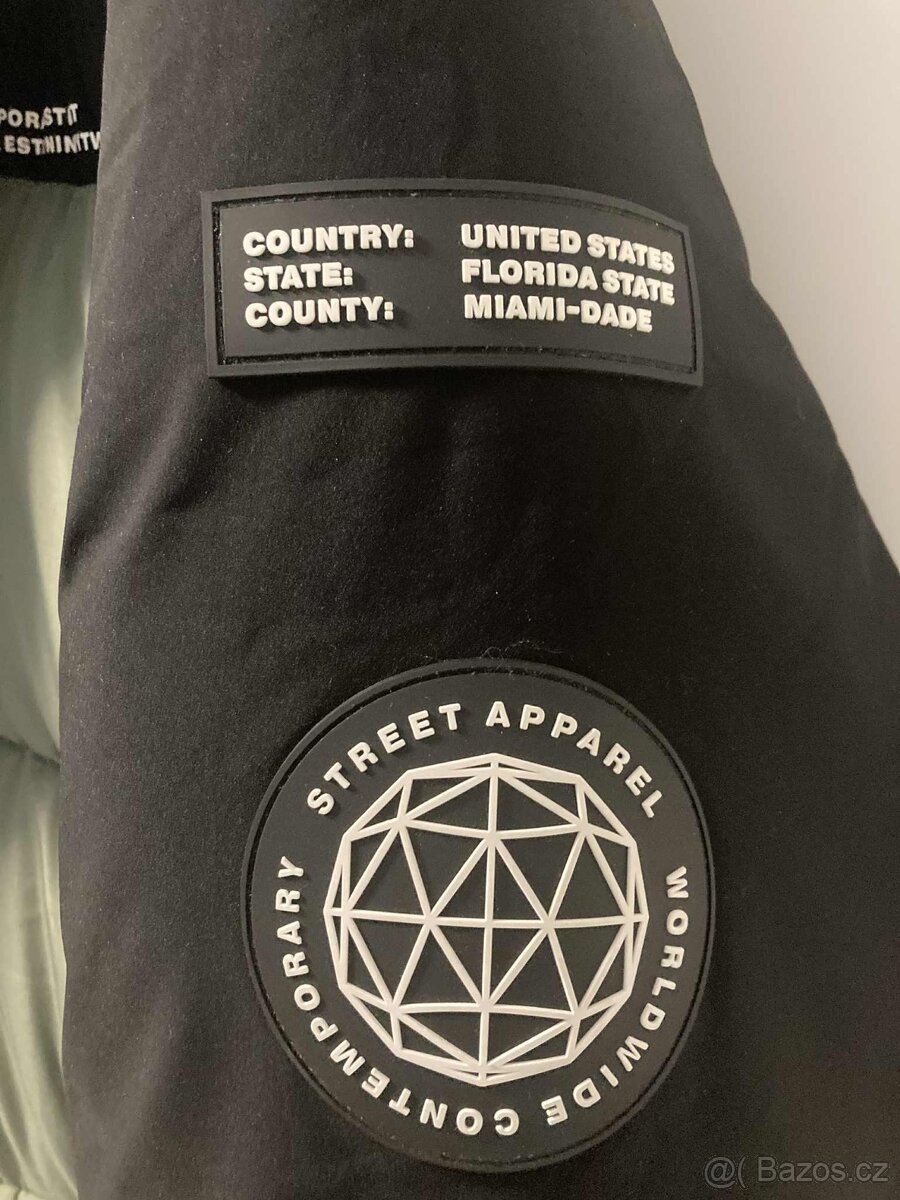 COUNTRY: UNITED STATES
STATE: FLORIDA STATE
COUNTY: MIAMI-DADE
STREET APPAREL
WORLDWIDE CONTEMPORARY
@( Bazos.cz